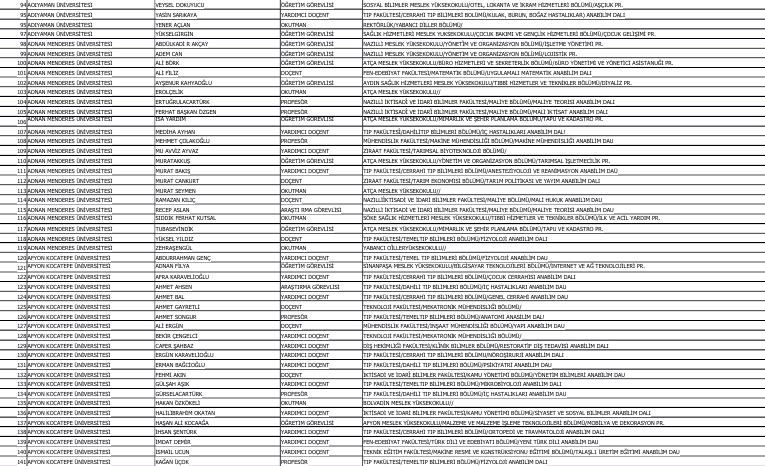 94 ADIYAMAN ÜNİVERSİTESİ VEYSEL DOKUYUCU ÖĞRETİM GÖREVLİSİ SOSYAL BİLİMLER MESLEK YÜKSEKOKULU/OTEL, LOKANTA VE İKRAM HİZMETLERİ BÖLÜMÜ/AŞÇILIK PR.
95 ADIYAMAN ÜNİVERSİTESİ YASİN SARIKAYA YARDIMCI DOÇENT TIP FAKÜLTESİ/CERRAHİ TIP BİLİMLERİ BÖLÜMÜ/KULAK, BURUN, BOĞAZ HASTALIKLARI ANABİLİM DALI
96 ADIYAMAN ÜNİVERSİTESİ YENER AÇLAN OKUTMAN REKTÖRLÜK/YABANCI DİLLER BÖLÜMÜ/
97 ADIYAMAN ÜNİVERSİTESİ YÜKSELGİRGİN ÖĞRETİM GÖREVLİSİ SAĞLIK HİZMETLERİ MESLEK YUKSEKOKULU/ÇOCUK BAKIMI VE GENÇLİK HİZMETLERİ BÖLÜMÜ/ÇOCUK GELİŞİMİ PR.
98 ADNAN MENDERES ÜNİVERSİTESİ ABDÜLKADİ R AKÇAY ÖĞRETİM GÖREVLİSİ NAZİLLİ MESLEK YÜKSEKOKULU/YÖNETİM VE ORGANİZASYON BÖLÜMÜ/İŞLETME YÖNETİMİ PR.
99 ADNAN MENDERES ÜNİVERSİTESİ ADEM CAN ÖĞRETİM GÖREVLİSİ NAZİLLİ MESLEK YÜKSEKOKULU/YÖNETİM VE ORGANİZASYON BÖLÜMÜ/LOJİSTİK PR.
100 ADNAN MENDERES ÜNİVERSİTESİ ALİ BÖRK ÖĞRETİM GÖREVLİSİ ATÇA MESLEK YÜKSEKOKULU/BÜRO HİZMETLERİ VE SEKRETERLİK BÖLÜMÜ/BÜRO YÖNETİMİ VE YÖNETİCİ ASİSTANLIĞI PR.
101 ADNAN MENDERES ÜNİVERSİTESİ ALİ FİLİZ DOÇENT FEN-EDEBİYAT FAKÜLTESİ/MATEMATİK BÖLÜMÜ/UYGULAMALI MATEMATİK ANABİLİM DALI
102 ADNAN MENDERES ÜNİVERSİTESİ AYŞENUR KAHYAOĞLU ÖĞRETİM GÖREVLİSİ AYDIN SAĞLIK HİZMETLERİ MESLEK YÜKSEKOKULU/TIBBİ HİZMETLER VE TEKNİKLER BÖLÜMÜ/DİYALİZ PR.
103 ADNAN MENDERES ÜNİVERSİTESİ EROLÇELİK OKUTMAN ATÇA MESLEK YÜKSEKOKULU//
104 ADNAN MENDERES ÜNİVERSİTESİ ERTUĞRULACARTÜRK PROFESÖR NAZİLLİ İKTİSADİ VE İDARİ BİLİMLER FAKÜLTESİ/MALİYE BÖLÜMÜ/MALİYE TEORİSİ ANABİLİM DALI
105 ADNAN MENDERES ÜNİVERSİTESİ FERHAT BAŞKAN ÖZGEN PROFESÖR NAZİLLİ İKTİSADİ VE İDARİ BİLİMLER FAKÜLTESİ/MALİYE BÖLÜMÜ/MALİ İKTİSAT ANABİLİM DALI
106 ADNAN MENDERES ÜNİVERSİTESİ İSA YARDIM ÖĞRETİM GÖREVLİSİ ATÇA MESLEK YÜKSEKOKULU/MİMARLIK VE ŞEHİR PLANLAMA BÖLÜMÜ/TAPU VE KADASTRO PR.
107 ADNAN MENDERES ÜNİVERSİTESİ MEDİHA AYHAN YARDIMCI DOÇENT TIP FAKÜLTESİ/DAHİLİTIP BİLİMLERİ BÖLÜMÜ/İÇ HASTALIKLARI ANABİLİM DAL!
108 ADNAN MENDERES ÜNİVERSİTESİ MEHMET ÇOLAKOĞLU PROFESÖR MÜHENDİSLİK FAKÜLTESİ/MAKİNE MÜHENDİSLİĞİ BÖLÜMÜ/MAKİNE MÜHENDİSLİĞİ ANABİLİM DAU
109 ADNAN MENDERES ÜNİVERSİTESİ MU AVVİZ AYVAZ YARDIMCI DOÇENT ZİRAAT FAKÜLTESİ/TARIMSAL BİYOTEKNOLOJİ BÖLÜMÜ/
110 ADNAN MENDERES ÜNİVERSİTESİ MURATAKKUŞ ÖĞRETİM GÖREVLİSİ ATÇA MESLEK YÜKSEKOKULU/YÖNETİM VE ORGANİZASYON BÖLÜMÜ/TARIMSAL İŞLETMECİLİK PR.
111 ADNAN MENDERES ÜNİVERSİTESİ MURAT BAKIŞ YARDIMCI DOÇENT TIP FAKÜLTESİ/CERRAHİ TIP BİLİMLERİ BÖLÜMÜ/ANESTEZİYOLOJİ VE REANİMASYON ANABİLİM DAÜ
112 ADNAN MENDERES ÜNİVERSİTESİ MURAT CANKURT DOÇENT ZİRAAT FAKÜLTESİ/TARIM EKONOMİSİ BÖLÜMÜ/TARIM POLİTİKASI VE YAYIM ANABİLİM DALI
113 ADNAN MENDERES ÜNİVERSİTESİ MURAT SEYMEN OKUTMAN ATÇA MESLEK YÜKSEKOKULU//
114 ADNAN MENDERES ÜNİVERSİTESİ RAMAZAN KILIÇ DOÇENT NAZİLLİİKTİSADİ VE İDARİ BİLİMLER FAKÜLTESİ/MALİYE BÖLÜMÜ/MALİ HUKUK ANABİLİM DAU
115 ADNAN MENDERES ÜNİVERSİTESİ RECEP ASLAN ARAŞTI RMA GÖREVLİSİ NAZİLLİ İKTİSADİ VE İDARİ BİLİMLER FAKÜLTESİ/MALİYE BÖLÜMÜ/MALİYE TEORİSİ ANABİLİM DAU
116 ADNAN MENDERES ÜNİVERSİTESİ SIDDIK FERHAT KUTSAL OKUTMAN SÖKE SAĞLIK HİZMETLERİ MESLEK YÜKSEKOKULU/TIBBİ HİZMETLER VE TEKNİKLER BÖLÜMÜ/İLK VE ACİL YARDIM PR.
117 ADNAN MENDERES ÜNİVERSİTESİ TUBASEVİNDİK ÖĞRETİM GÖREVLİSİ ATÇA MESLEK YÜKSEKOKULU/MİMARLIK VE ŞEHİR PLANLAMA BÖLÜMÜ/TAPU VE KADASTRO PR.
118 ADNAN MENDERES ÜNİVERSİTESİ YÜKSEL YILDIZ DOÇENT TIP FAKÜLTESİ/TEMELTIP BİLİMLERİ BÖLÜMÜ/FİZYOLOJİ ANABİLİM DALI
119 ADNAN MENDERES ÜNİVERSİTESİ ZEHRAŞENGÜL OKUTMAN YABANCI DİLLERYÜKSEKOKULU//
120 AFYON KOCATEPE ÜNİVERSİTESİ ABDURRAHMAN GENÇ YARDIMCI DOÇENT TIP FAKÜLTESİ/TEMEL TIP BİLİMLERİ BÖLÜMÜ/FİZYOLOJİ ANABİLİM DAU
121 AFYON KOCATEPE ÜNİVERSİTESİ ADNAN FİLYA ÖĞRETİM GÖREVLİSİ SİNANPAŞA MESLEK YÜKSEKOKULU/BİLGİSAYAR TEKNOLOJİLERİ BÖLÜMÜ/İNTERNET VE AĞ TEKNOLOJİLERİ PR.
122 AFYON KOCATEPE ÜNİVERSİTESİ AFRA KARAVELİOĞLU YARDIMCI DOÇENT TIP FAKÜLTESİ/CERRAHİ TIP BİLİMLERİ BÖLÜMÜ/ÇOCUK CERRAHİSİ ANABİLİM DALI
123 AFYON KOCATEPE ÜNİVERSİTESİ AHMET AHSEN ARAŞTIRMA GÖREVLİSİ TIP FAKÜLTESİ/DAHİLİ TIP BİLİMLERİ BÖLÜMÜ/İÇ HASTALIKLARI ANABİLİM DALI
124 AFYON KOCATEPE ÜNİVERSİTESİ AHMET BAL YARDIMCI DOÇENT TIP FAKÜLTESİ/CERRAHİ TIP BİLİMLERİ BÖLÜMÜ/GENEL CERRAHİ ANABİLİM DALI
125 AFYON KOCATEPE ÜNİVERSİTESİ AHMET GAYRETLİ DOÇENT TEKNOLOJİ FAKÜLTESİ/MEKATRONİK MÜHENDİSLİĞİ BÖLÜMÜ/
126 AFYON KOCATEPE ÜNİVERSİTESİ AHMET SONGUR PROFESÖR TIP FAKÜLTESİ/TEMELTIP BİLİMLERİ BÖLÜMÜ/ANATOMİ ANABİLİM DAL!
127 AFYON KOCATEPE ÜNİVERSİTESİ ALİ ERGÜN DOÇENT MÜHENDİSLİK FAKÜLTESİ/İNŞAAT MÜHENDİSLİĞİ BÖLÜMÜ/YAPI ANABİLİM DAU
128 AFYON KOCATEPE ÜNİVERSİTESİ BEKİR ÇENGELCİ YARDIMCI DOÇENT TEKNOLOJİ FAKÜLTESİ/MEKATRONİK MÜHENDİSLİĞİ BÖLÜMÜ/
129 AFYON KOCATEPE ÜNİVERSİTESİ CAFER ŞAHBAZ YARDIMCI DOÇENT DİŞ HEKİMLİĞİ FAKÜLTESİ/KLİNİK BİLİMLER BÖLÜMÜ/RESTORATİF DİŞ TEDAVİSİ ANABİLİM DALI
130 AFYON KOCATEPE ÜNİVERSİTESİ ERGÜN KARAVELİOĞLU YARDIMCI DOÇENT TIP FAKÜLTESİ/CERRAHİ TIP BİLİMLERİ BÖLÜMÜ/NÖROŞİRURJİ ANABİLİM DALI
131 AFYON KOCATEPE ÜNİVERSİTESİ ERMAN BAĞCIOĞLU YARDIMCI DOÇENT TIP FAKÜLTESİ/DAHİLİ TIP BİLİMLERİ BÖLÜMÜ/PSİKİYATRİ ANABİLİM DAU
132 AFYON KOCATEPE ÜNİVERSİTESİ FEHMİ AKIN DOÇENT İKTİSADİ VE İDARİ BİLİMLER FAKÜLTESİ/KAMU YÖNETİMİ BÖLÜMÜ/YÖNETİM BİLİMLERİ ANABİLİM DALI
133 AFYON KOCATEPE ÜNİVERSİTESİ GÜLŞAH AŞIK YARDIMCI DOÇENT TIP FAKÜLTESİ/TEMELTIP BİLİMLERİ BÖLÜMÜ/MİKROBİYOLOJİ ANABİLİM DALI
134 AFYON KOCATEPE ÜNİVERSİTESİ GÜRSELACARTÜRK PROFESÖR TIP FAKÜLTESİ/DAHİLİ TIP BİLİMLERİ BÖLÜMÜ/İÇ HASTALIKLARI ANABİLİM DALI
135 AFYON KOCATEPE ÜNİVERSİTESİ HAKAN ÖZKÖKELİ OKUTMAN BOLVADİN MESLEK YÜKSEKOKULU//
136 AFYON KOCATEPE ÜNİVERSİTESİ HALİLİBRAHİM OKATAN YARDIMCI DOÇENT İKTİSADİ VE İDARİ BİLİMLER FAKÜLTESİ/KAMU YÖNETİMİ BÖLÜMÜ/SİYASET VE SOSYAL BİLİMLER ANABİLİM DALI
137 AFYON KOCATEPE ÜNİVERSİTESİ HAŞAN ALİ KOCAAĞA ÖĞRETİM GÖREVLİSİ AFYON MESLEK YÜKSEKOKULU/MALZEME VE MALZEME İŞLEME TEKNOLOJİLERİ BÖLÜMÜ/MOBİLYA VE DEKORASYON PR.
138 AFYON KOCATEPE ÜNİVERSİTESİ İHSAN ŞENTÜRK YARDIMCI DOÇENT TIP FAKÜLTESİ/CERRAHİ TIP BİLİMLERİ BÖLÜMÜ/ORTOPEDİ VE TRAVMATOLOJİ ANABİLİM DALI
139 AFYON KOCATEPE ÜNİVERSİTESİ İMDAT DEMİR YARDIMCI DOÇENT FEN-EDEBİYAT FAKÜLTESİ/TÜRK DİLİ VE EDEBİYATI BÖLÜMÜ/YENİ TÜRK DİLİ ANABİLİM DAU
140 AFYON KOCATEPE ÜNİVERSİTESİ İSMAİL UCUN YARDIMCI DOÇENT TEKNİK EĞİTİM FAKÜLTESİ/MAKİNE RESMİ VE KONSTRÜKSİYONU EĞİTİMİ BÖLÜMÜ/TALAŞLI ÜRETİM EĞİTİMİ ANABİLİM DAU
141 AFYON KOCATEPE ÜNİVERSİTESİ KAĞAN ÜÇOK PROFESÖR TIP FAKÜLTESİ/TEMELTIP BİLİMLERİ BÖLÜMÜ/FİZYOLOJİ ANABİLİM DALI